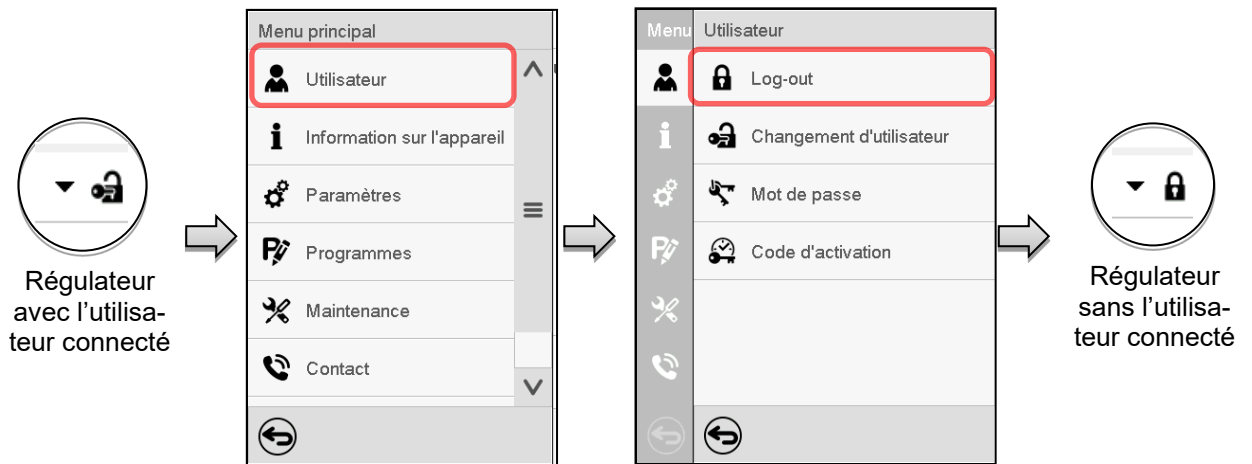 Régulateur
avec l’utilisa-
teur connecté
Menu principal
Utilisateur
Information sur l'appareil
Paramètres
Programmes
Maintenance
Contact
Menu
Utilisateur
Log-out
Changement d'utilisateur
Mot de passe
Code d'activation
Régulateur
sans l’utilisa-
teur connecté